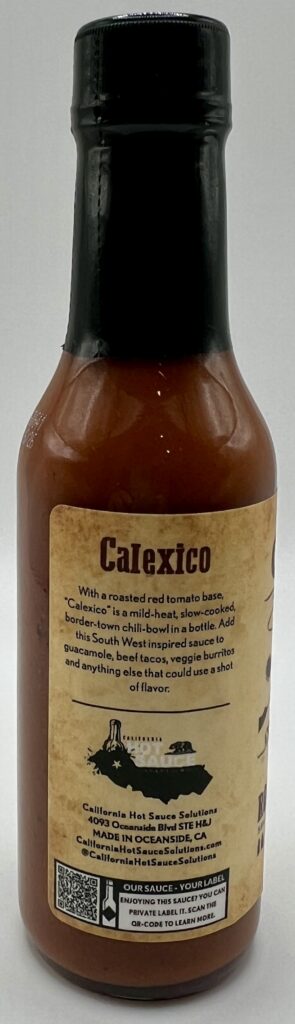 Calexico
With a roasted red tomato base,
"Calexico" is a mild-heat, slow-cooked,
border-town chili-bowl in a bottle. Add
this South West inspired sauce to
guacamole, beef tacos, veggie burritos
and anything else that could use a shot
of flavor.
CALIFORNIA
HOT
SAUCE
California Hot Sauce Solutions
4093 Oceanside Blvd STE H&J
MADE IN OCEANSIDE, CA
CaliforniaHotSauceSolutions.com
@CaliforniaHotSauceSolutions
OUR SAUCE - YOUR LABEL
ENJOYING THIS SAUCE? YOU CAN
PRIVATE LABEL IT. SCAN THE
QR-CODE TO LEARN MORE.